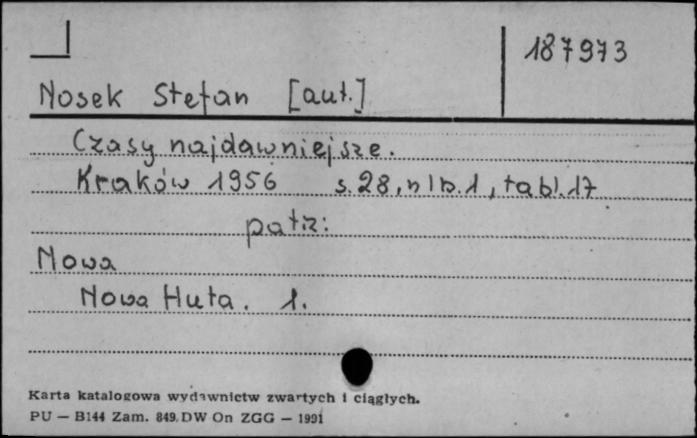 187973
Nosek Stefan [aut.]
Czasy najdawniejsze.
Kraków 1956 s. 28, nlb. 1, tabl. 17
patrz:
Nowa
Nowa Huta. 1.
Karta katalogowa wydawnictw zwartych i ciągłych.
PU — B144 Zam. 849. DW On ZGG — 1991